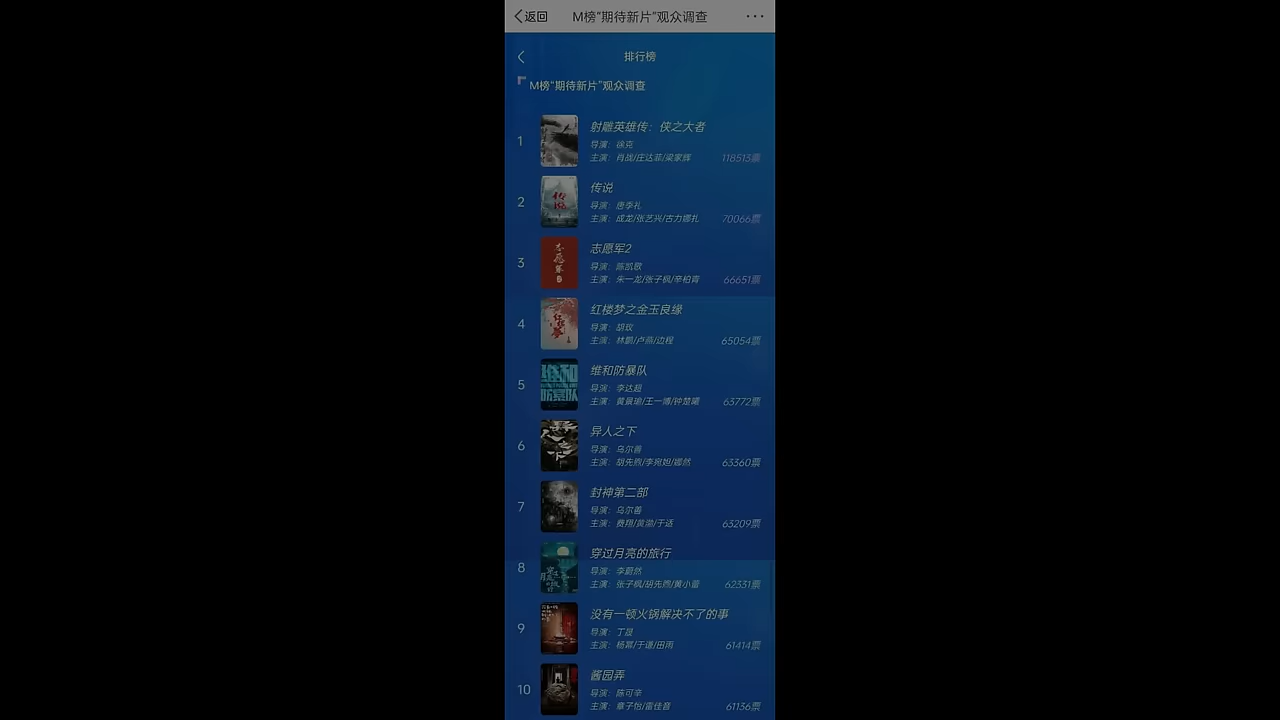 返回
M榜“期待新片”观众调查
排行榜
M榜“期待新片”观众调查
1
射雕英雄传：侠之大者
导演：徐克
主演：肖战/庄达菲/梁家辉
118513票
2
传说
导演：唐季礼
主演：成龙/张艺兴/古力娜扎
70066票
3
志愿军2
导演：陈凯歌
主演：朱一龙/张子枫/辛柏青
66651票
4
红楼梦之金玉良缘
导演：胡玫
主演：林鹏/卢燕/边程
65054票
5
维和防暴队
导演：李达超
主演：黄景瑜/王一博/钟楚曦
63772票
6
异人之下
导演：乌尔善
主演：胡先煦/李宛妲/娜然
63360票
7
封神第二部
导演：乌尔善
主演：费翔/黄渤/于适
63209票
8
穿过月亮的旅行
导演：李蔚然
主演：张子枫/胡先煦/黄小蕾
62331票
9
没有一顿火锅解决不了的事
导演：丁晟
主演：杨幂/于谦/田雨
61414票
10
酱园弄
导演：陈可辛
主演：章子怡/雷佳音
61136票